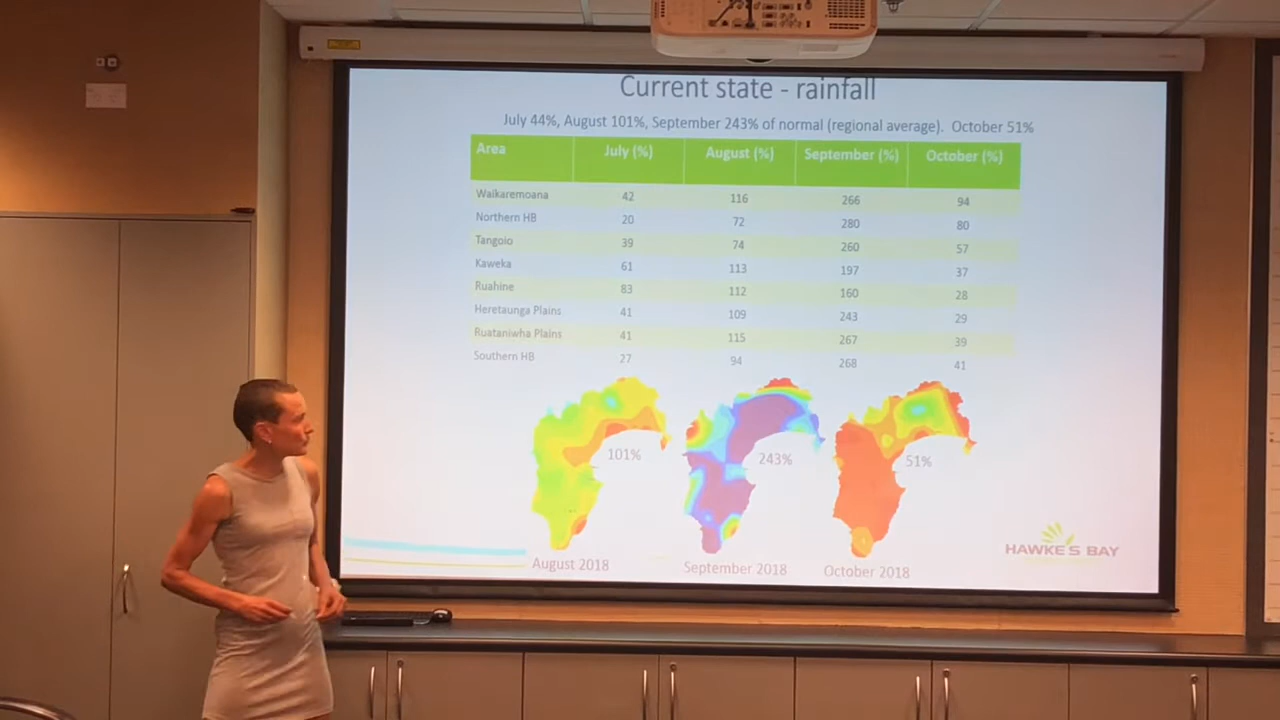 Current state - rainfall
July 44%, August 101%, September 243% of normal (regional average). October 51%
Area July (%) August (%) September (%) October (%)
Waikaremoana 42 116 266 94
Northern HB 20 72 280 80
Tangoio 39 74 260 57
Kaweka 61 113 197 37
Ruahine 83 112 160 28
Heretaunga Plains 41 109 243 29
Ruataniwha Plains 41 115 267 39
Southern HB 27 94 268 41
101% 243% 51%
HAWKE'S BAY
August 2018 September 2018 October 2018